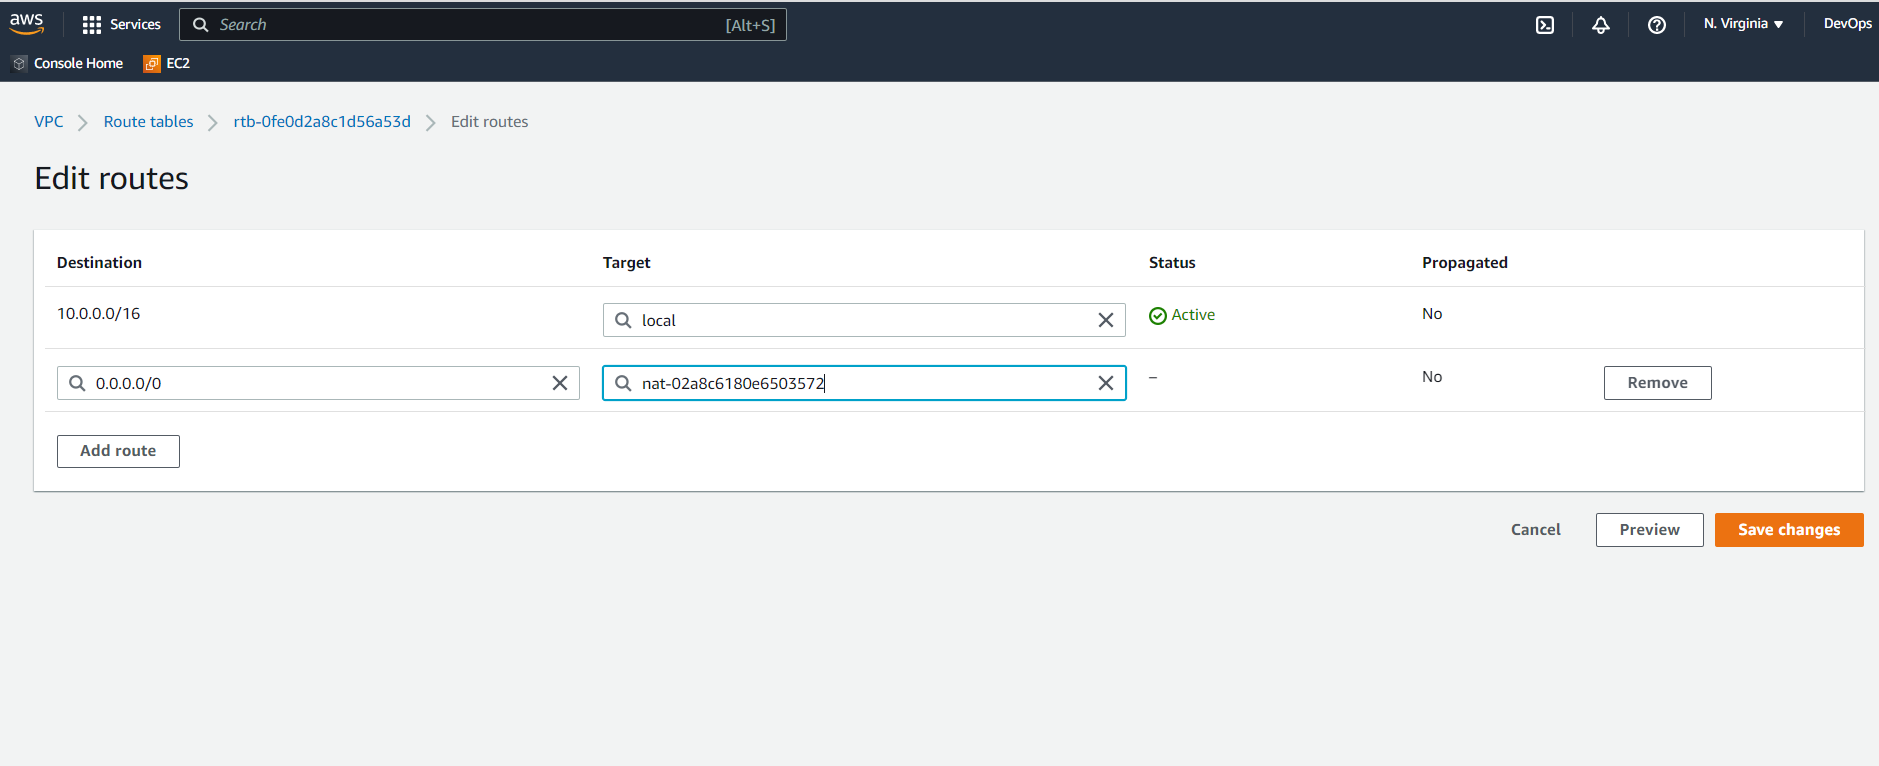 aws Services Search [Alt+S] N. Virginia DevOps
Console Home EC2
VPC Route tables rtb-0fe0d2a8c1d56a53d Edit routes
Edit routes
Destination Target Status Propagated
10.0.0.0/16 local Active No
0.0.0.0/0 nat-02a8c6180e6503572 – No Remove
Add route
Cancel Preview Save changes